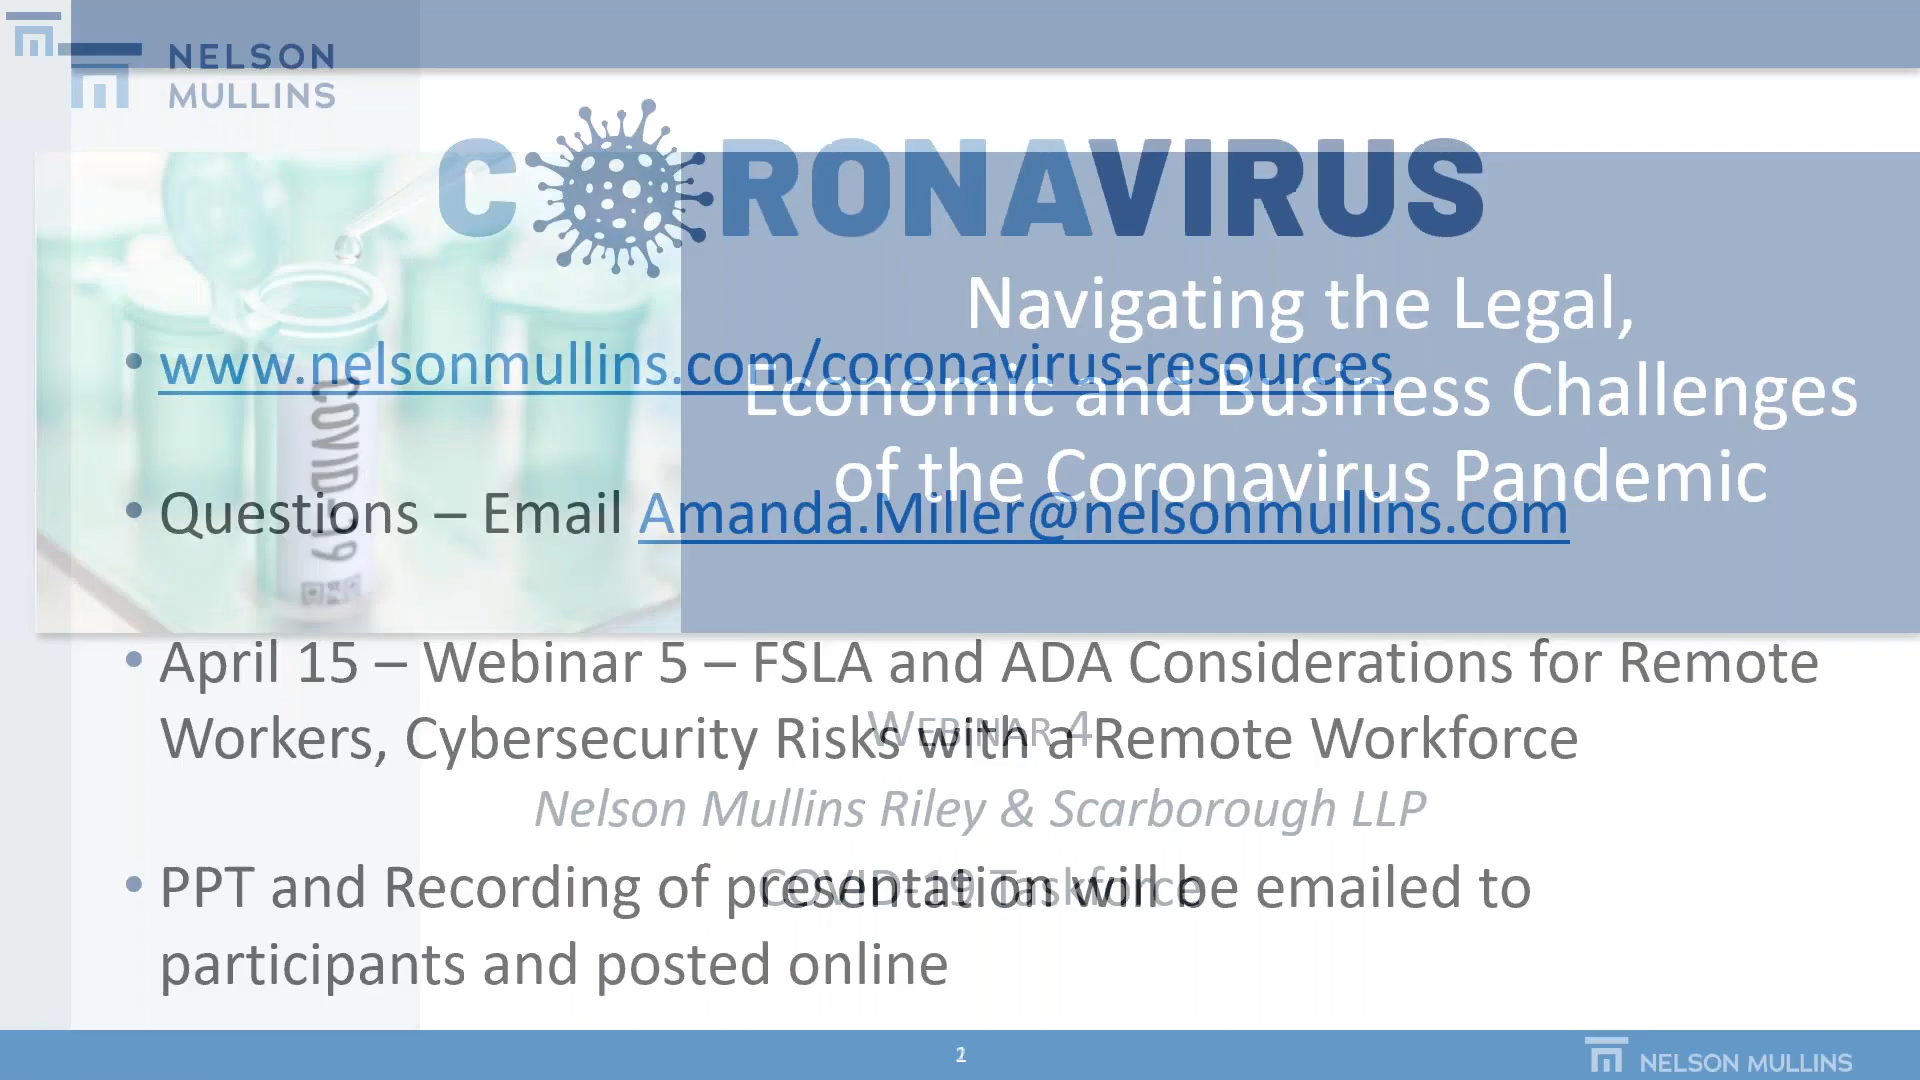 NELSON
MULLINS
CORONAVIRUS
Navigating the Legal,
Economic and Business Challenges
of the Coronavirus Pandemic
• www.nelsonmullins.com/coronavirus-resources
COVID-19
• Questions – Email Amanda.Miller@nelsonmullins.com
• April 15 – Webinar 5 – FSLA and ADA Considerations for Remote
Workers, Cybersecurity Risks with a Remote Workforce
WEBINAR 4
Nelson Mullins Riley & Scarborough LLP
COVID-19 Taskforce
• PPT and Recording of presentation will be emailed to
participants and posted online
NELSON MULLINS